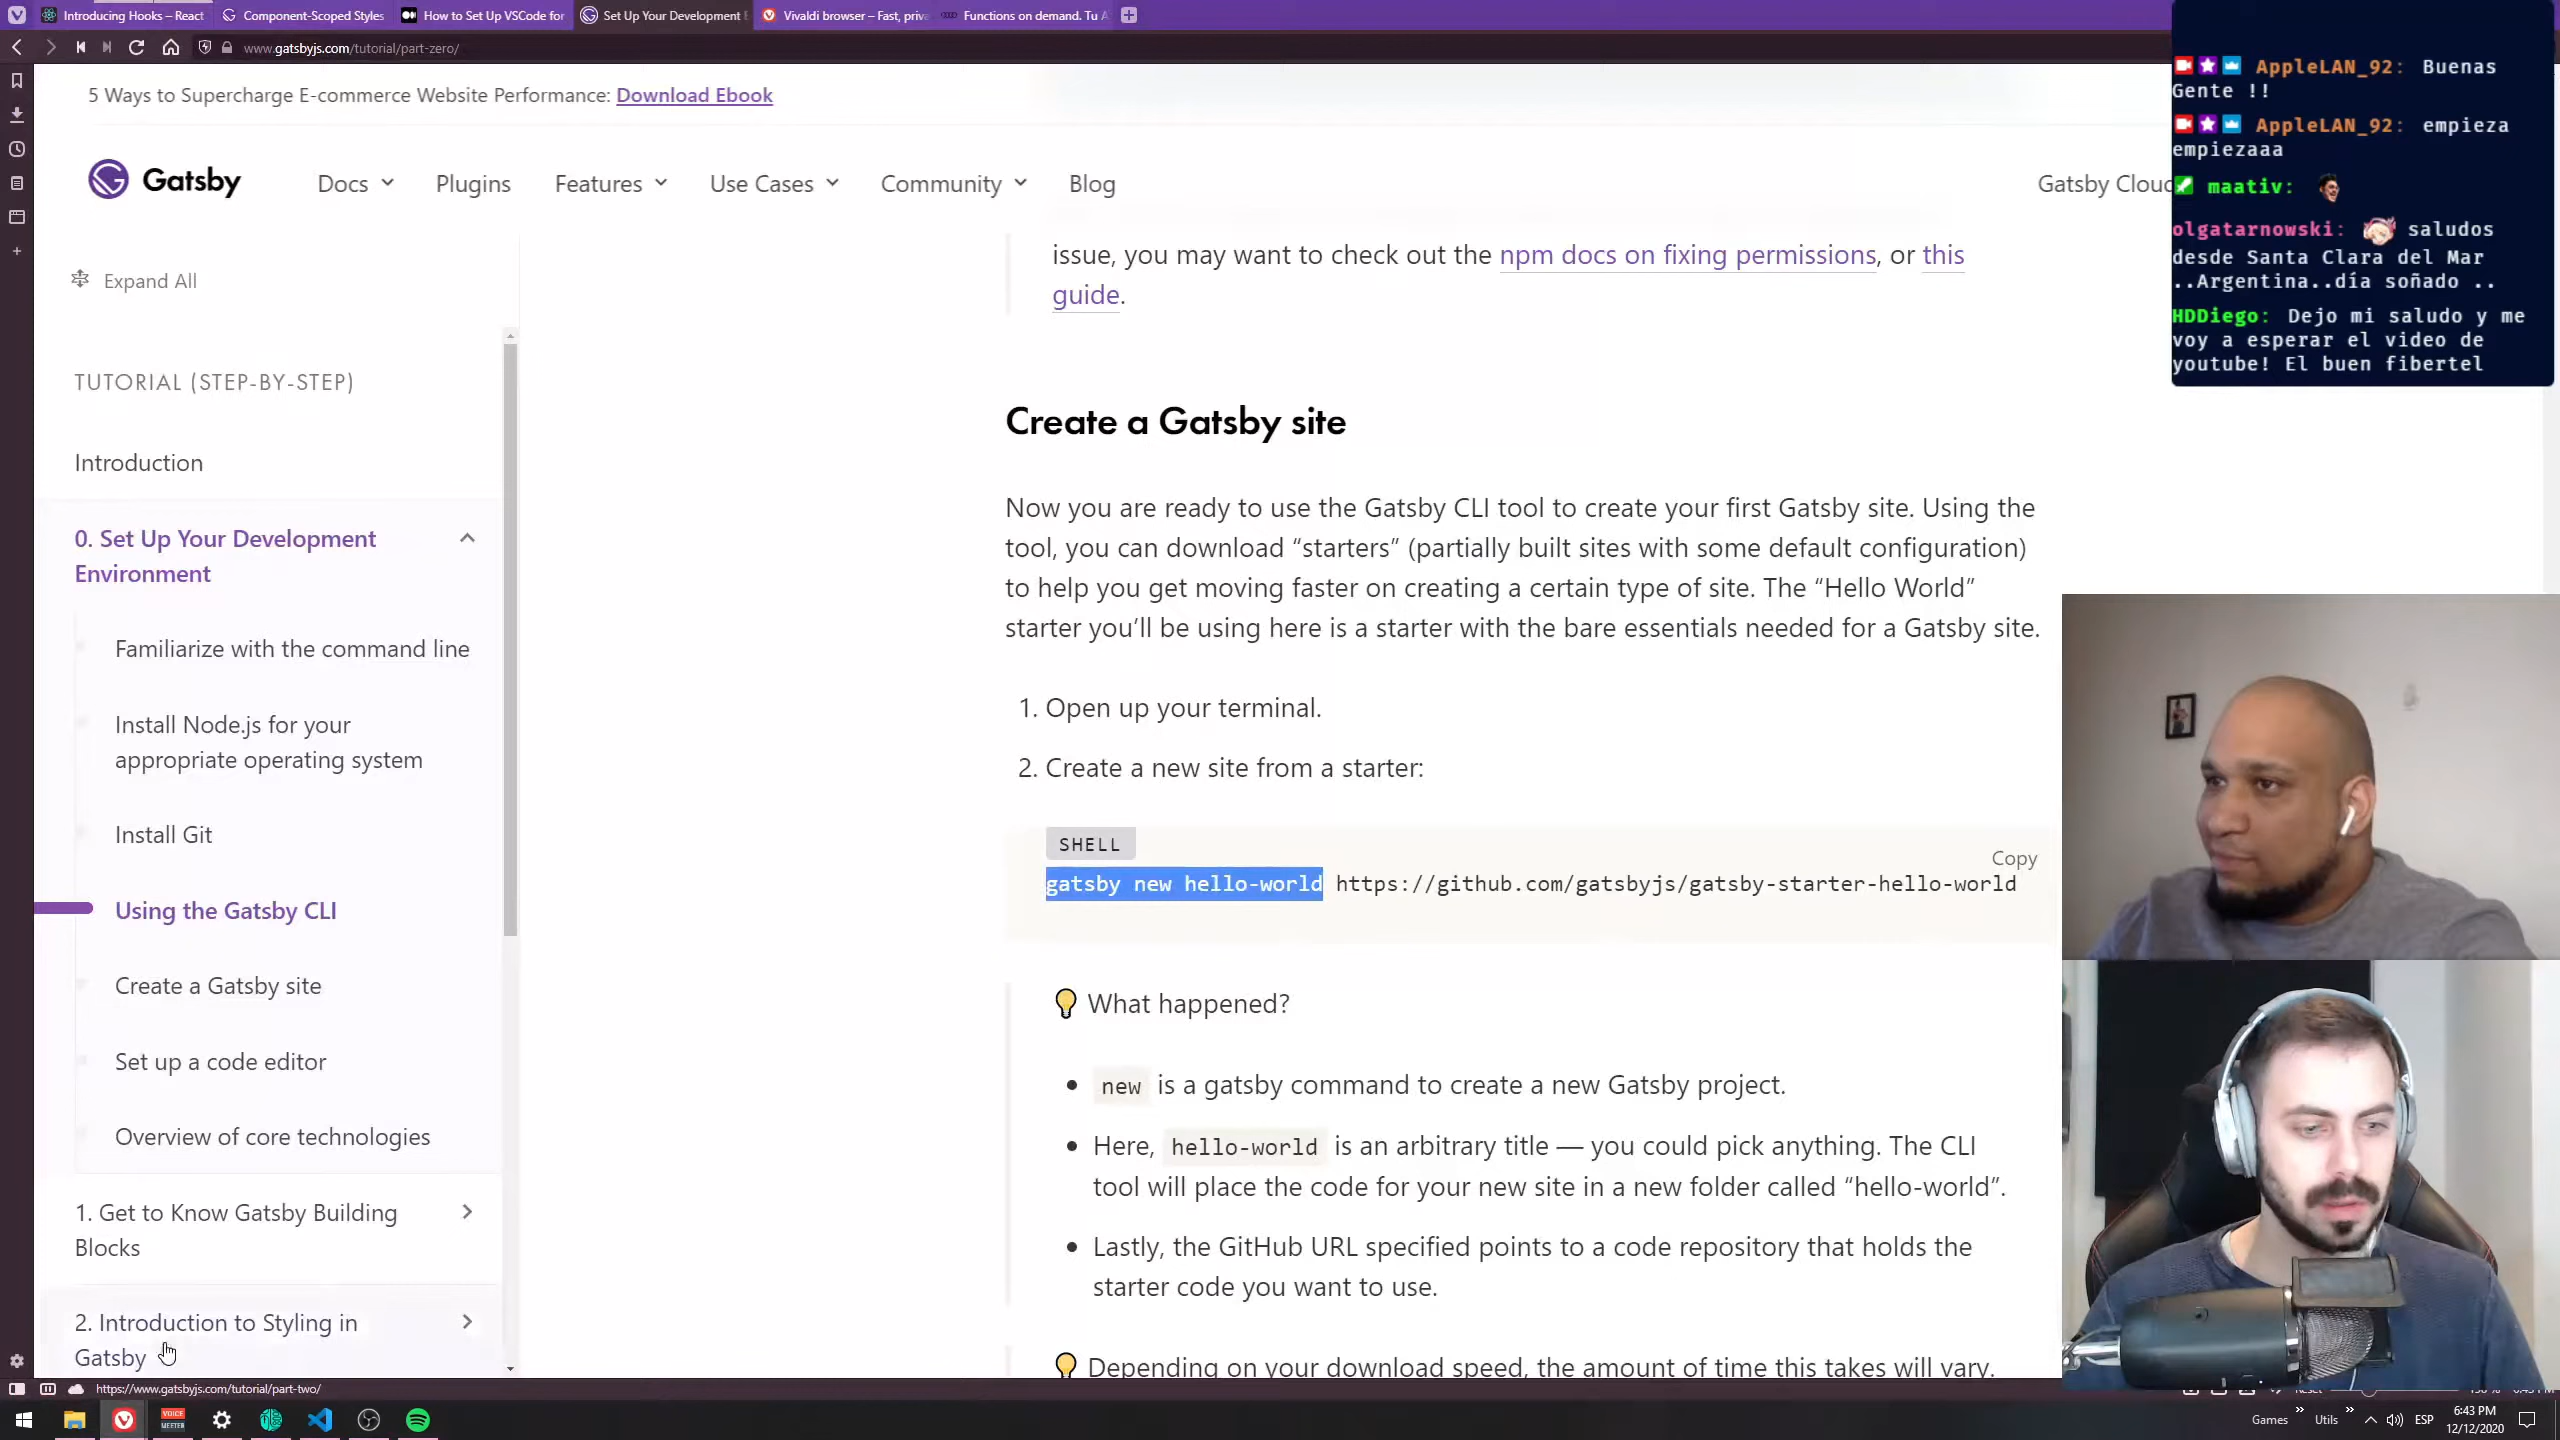 Introducing Hooks – React
Component-Scoped Styles
How to Set Up VSCode for
Set Up Your Development
Vivaldi browser – Fast, priv
Functions on demand. Tu A
www.gatsbyjs.com/tutorial/part-zero/
5 Ways to Supercharge E-commerce Website Performance: Download Ebook
Gatsby
Docs
Plugins
Features
Use Cases
Community
Blog
Gatsby Cloud
Expand All
TUTORIAL (STEP-BY-STEP)
Introduction
0. Set Up Your Development
Environment
Familiarize with the command line
Install Node.js for your
appropriate operating system
Install Git
Using the Gatsby CLI
Create a Gatsby site
Set up a code editor
Overview of core technologies
1. Get to Know Gatsby Building
Blocks
2. Introduction to Styling in
Gatsby
issue, you may want to check out the npm docs on fixing permissions, or this
guide.
Create a Gatsby site
Now you are ready to use the Gatsby CLI tool to create your first Gatsby site. Using the
tool, you can download “starters” (partially built sites with some default configuration)
to help you get moving faster on creating a certain type of site. The “Hello World”
starter you’ll be using here is a starter with the bare essentials needed for a Gatsby site.
1. Open up your terminal.
2. Create a new site from a starter:
SHELL
Copy
gatsby new hello-world https://github.com/gatsbyjs/gatsby-starter-hello-world
What happened?
new is a gatsby command to create a new Gatsby project.
Here, hello-world is an arbitrary title — you could pick anything. The CLI
tool will place the code for your new site in a new folder called “hello-world”.
Lastly, the GitHub URL specified points to a code repository that holds the
starter code you want to use.
Depending on your download speed, the amount of time this takes will vary.
AppleLAN_92: Buenas
Gente !!
AppleLAN_92: empieza
empiezaaa
maativ:
olgatarnowski: saludos
desde Santa Clara del Mar
..Argentina..día soñado ..
HDDiego: Dejo mi saludo y me
voy a esperar el video de
youtube! El buen fibertel
https://www.gatsbyjs.com/tutorial/part-two/
VOICE
MEETER
Games
Utils
ESP
6:43 PM
12/12/2020